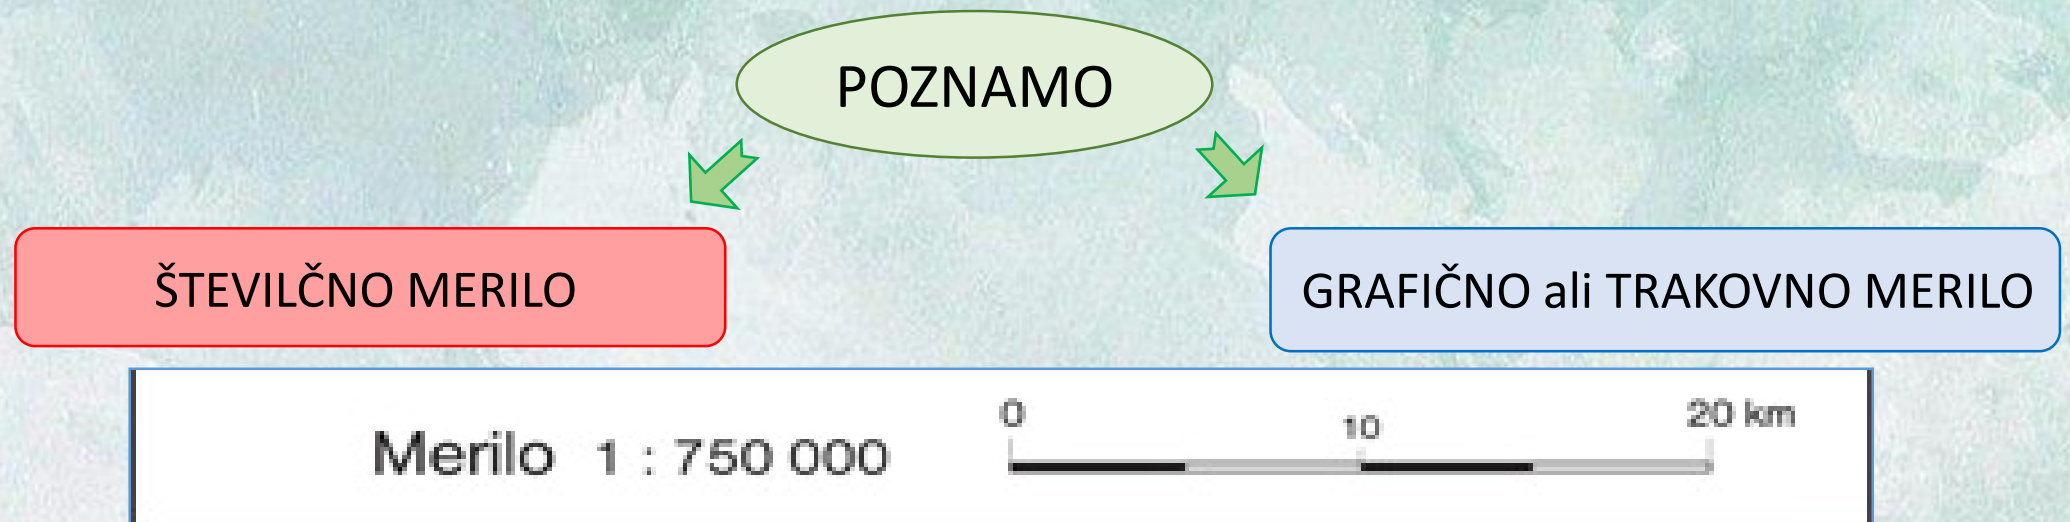 POZNAMO
ŠTEVILČNO MERILO
GRAFIČNO ali TRAKOVNO MERILO
Merilo 1 : 750 000
0 10 20 km